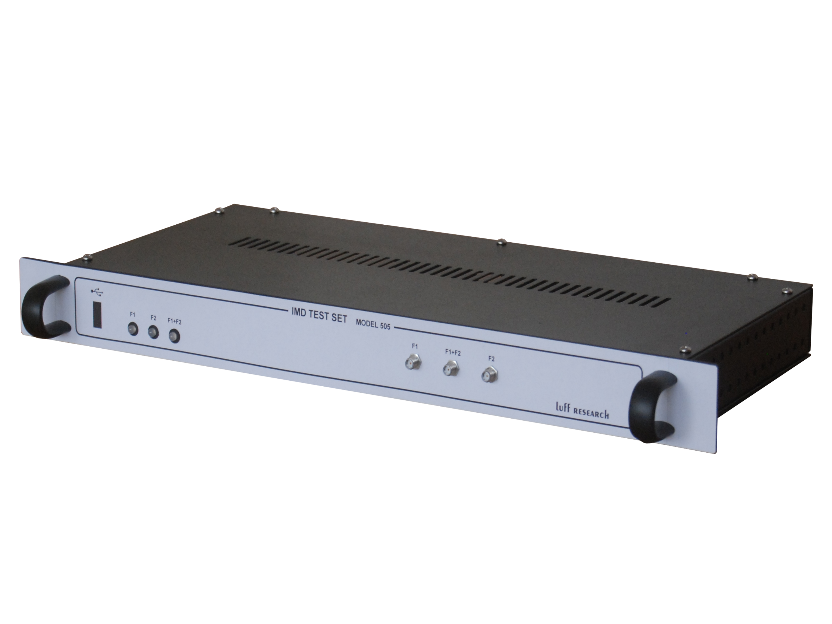 IMD TEST SET MODEL 505
F1 F2 F1+F2
F1 F1+F2 F2
luff RESEARCH